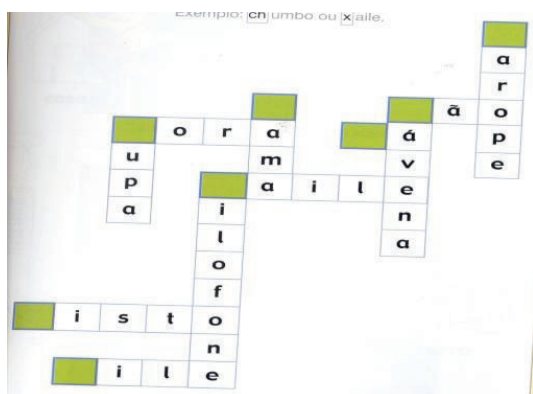 Exemplo: ch umbo ou x aile.
a
r
ã o
o r a á p
u m v e
p a i l e
a i n
l a
o
f
i s t o
n
i l e